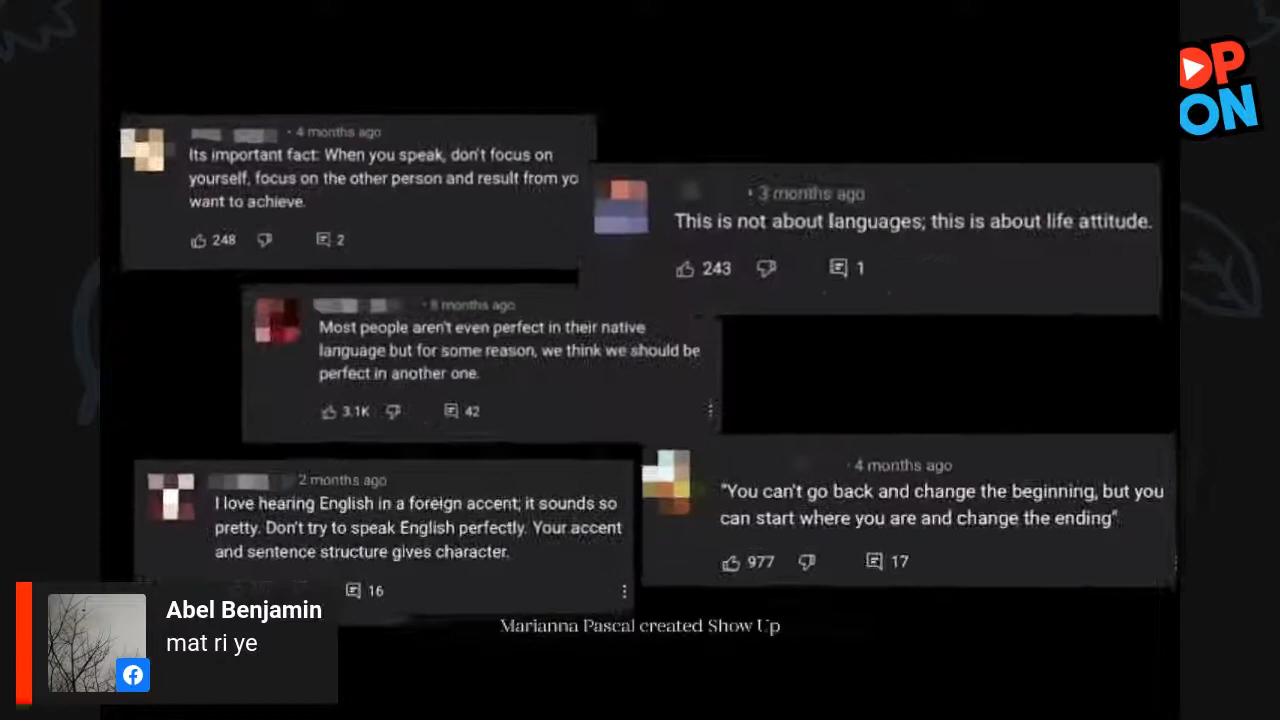 OP
ON
4 months ago
Its important fact: When you speak, don't focus on
yourself, focus on the other person and result from yo
want to achieve.
248 2
3 months ago
This is not about languages; this is about life attitude.
243 1
8 months ago
Most people aren't even perfect in their native
language but for some reason, we think we should be
perfect in another one.
3.1K 42
2 months ago
I love hearing English in a foreign accent; it sounds so
pretty. Don't try to speak English perfectly. Your accent
and sentence structure gives character.
16
4 months ago
"You can't go back and change the beginning, but you
can start where you are and change the ending".
977 17
Marianna Pascal created Show Up
Abel Benjamin
mat ri ye